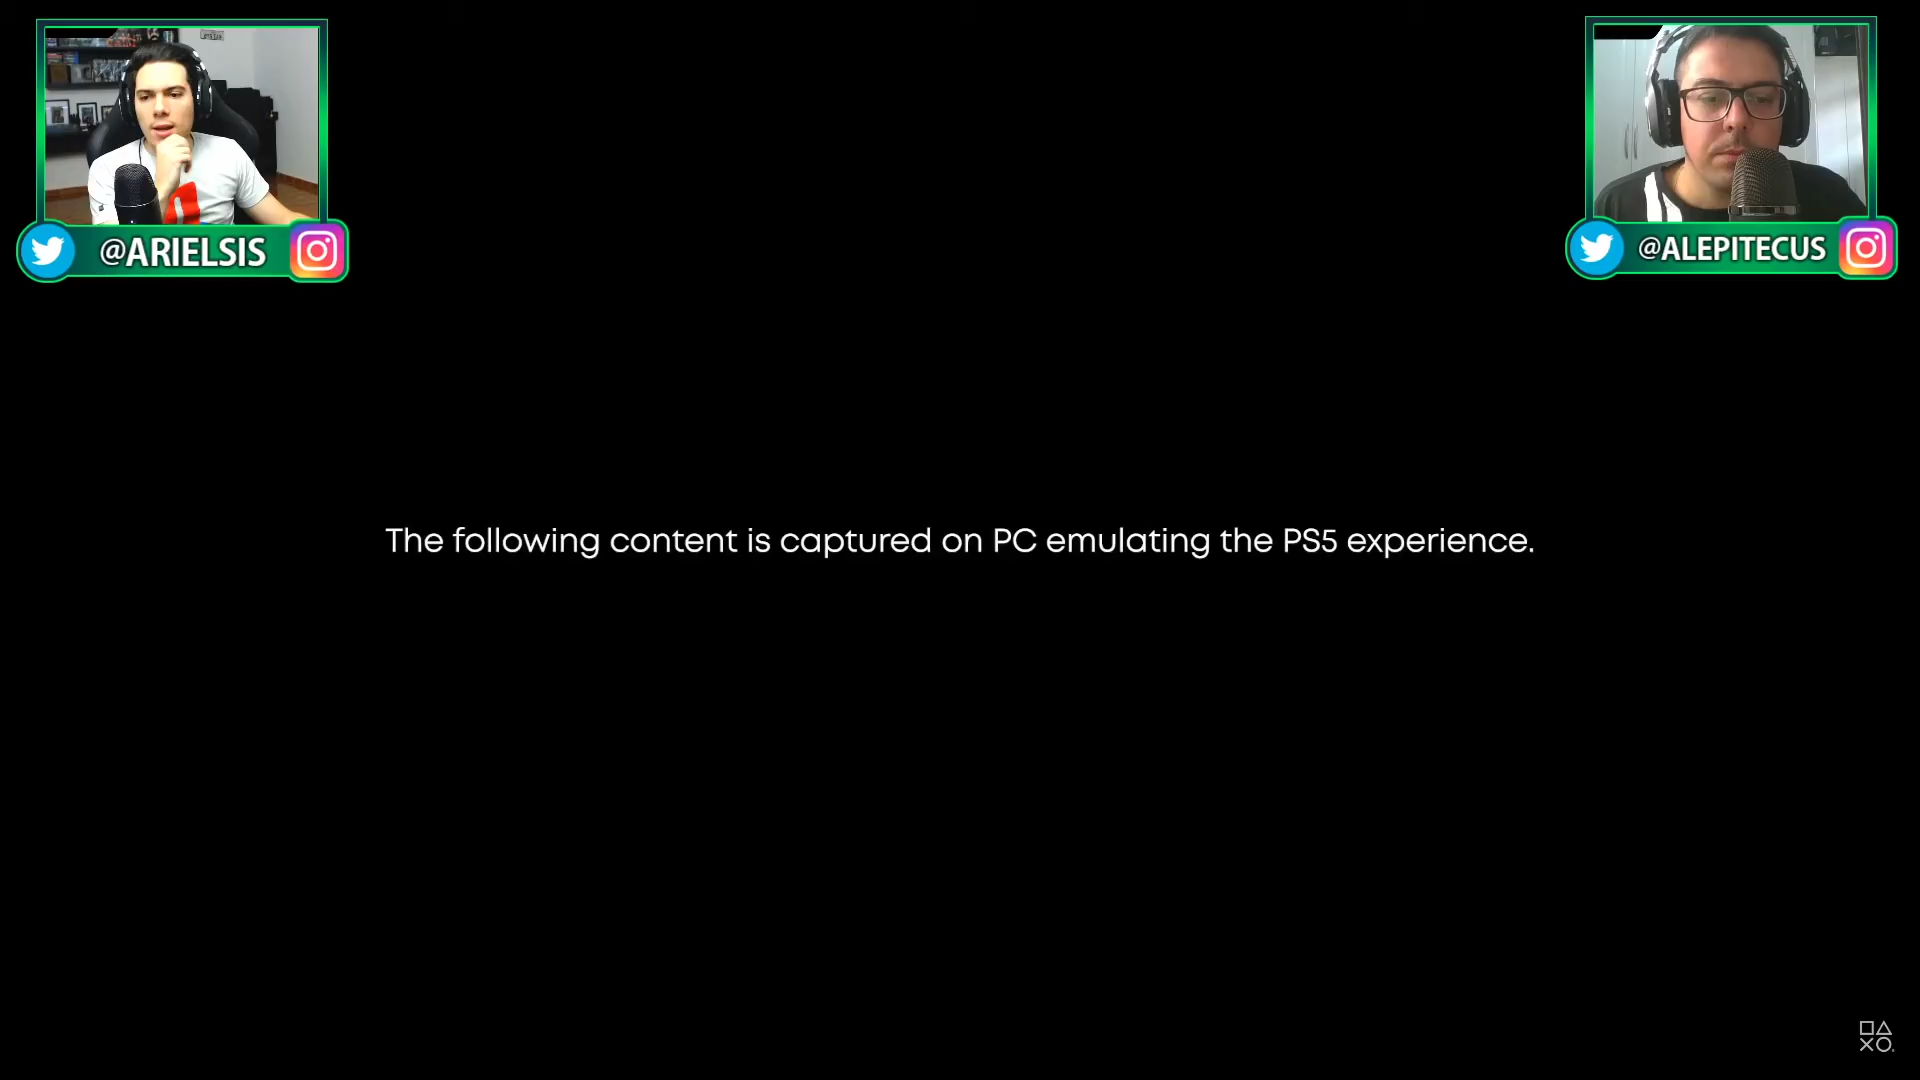 @ARIELSIS
@ALEPITECUS
The following content is captured on PC emulating the PS5 experience.